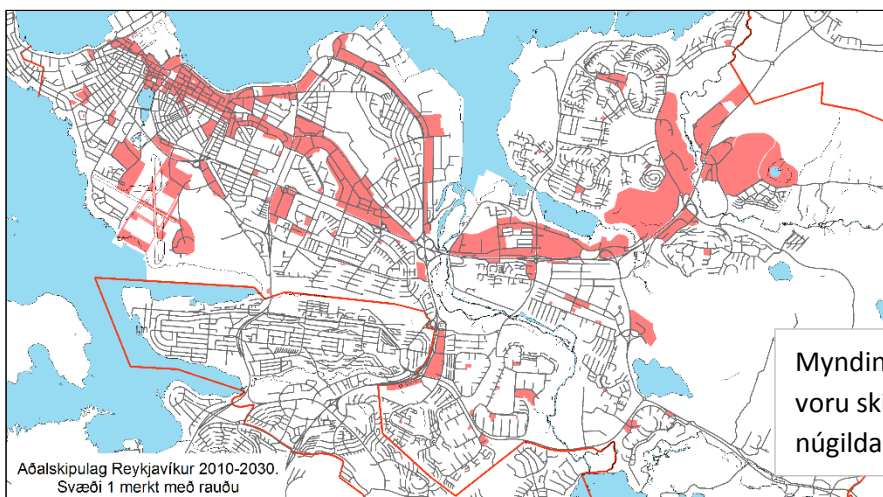 Aðalskipulag Reykjavíkur 2010-2030.
Svæði 1 merkt með rauðu
Myndin
voru ski
núgilda